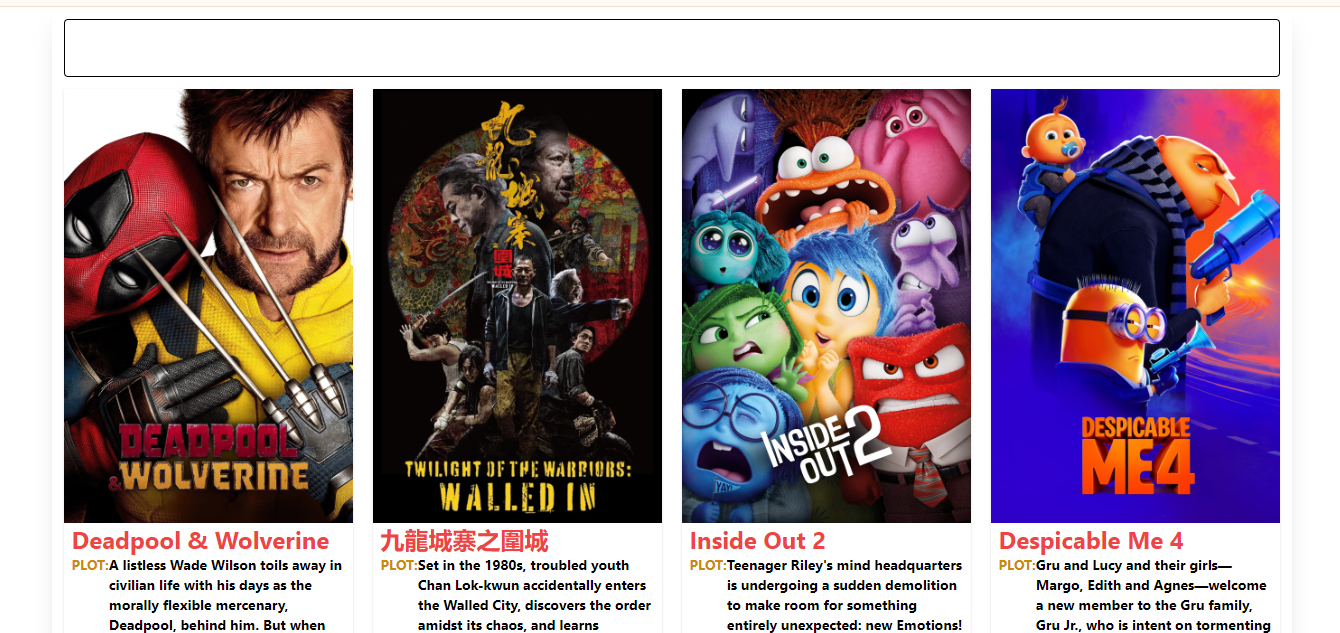 DEADPOOL
& WOLVERINE
九龍城寨
圍城
TWILIGHT OF THE WARRIORS:
WALLED IN
INSIDE
OUT 2
DESPICABLE
ME 4
Deadpool & Wolverine
PLOT:A listless Wade Wilson toils away in
civilian life with his days as the
morally flexible mercenary,
Deadpool, behind him. But when
九龍城寨之圍城
PLOT:Set in the 1980s, troubled youth
Chan Lok-kwun accidentally enters
the Walled City, discovers the order
amidst its chaos, and learns
Inside Out 2
PLOT:Teenager Riley's mind headquarters
is undergoing a sudden demolition
to make room for something
entirely unexpected: new Emotions!
Despicable Me 4
PLOT:Gru and Lucy and their girls—
Margo, Edith and Agnes—welcome
a new member to the Gru family,
Gru Jr., who is intent on tormenting